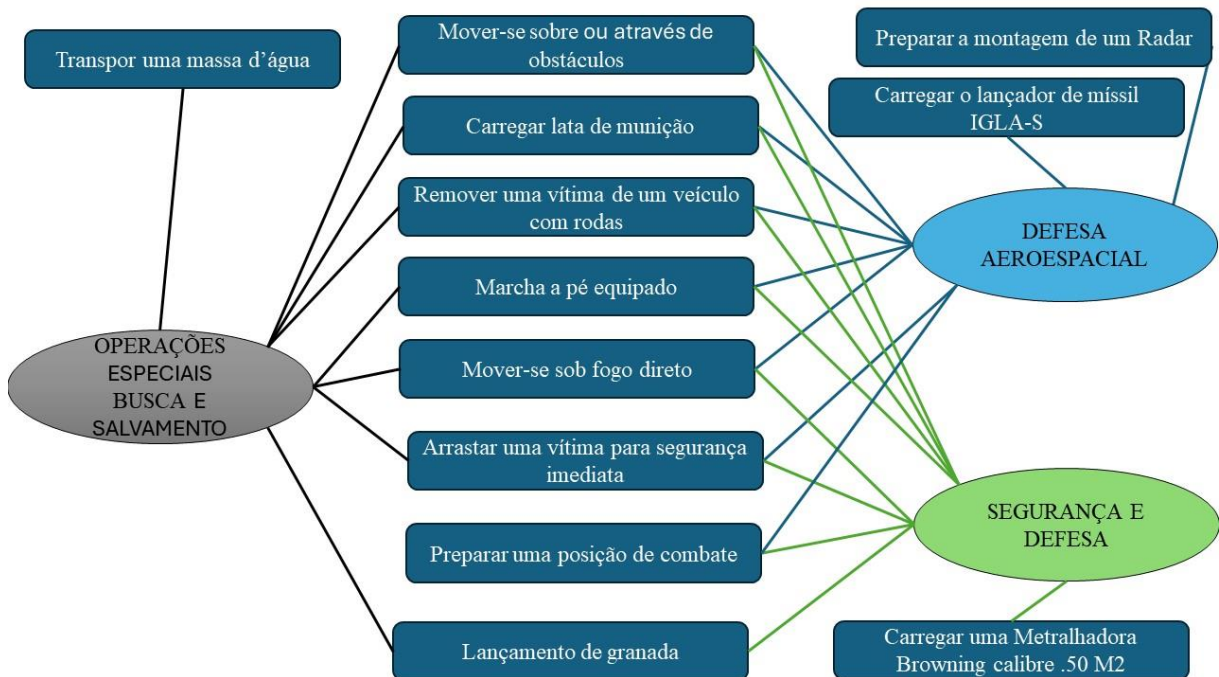 Transpor uma massa d’água
Mover-se sobre ou através de
obstáculos
Carregar lata de munição
Remover uma vítima de um veículo
com rodas
Marcha a pé equipado
Mover-se sob fogo direto
Arrastar uma vítima para segurança
imediata
Preparar uma posição de combate
Lançamento de granada
Preparar a montagem de um Radar
Carregar o lançador de míssil
IGLA-S
OPERAÇÕES
ESPECIAIS
BUSCA E
SALVAMENTO
DEFESA
AEROESPACIAL
SEGURANÇA E
DEFESA
Carregar uma Metralhadora
Browning calibre .50 M2